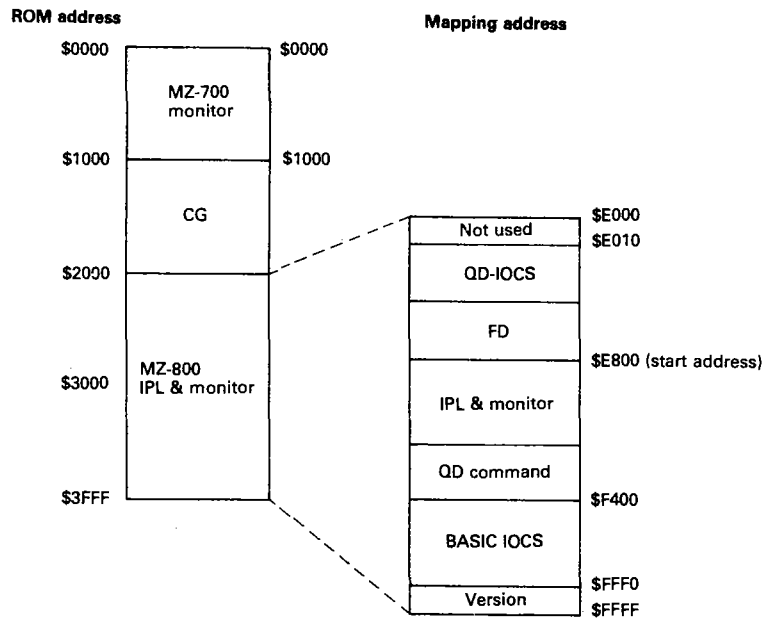 ROM address
Mapping address
$0000
$0000
MZ-700
monitor
$1000
$1000
CG
$2090
MZ-800
IPL & monitor
$3000
$3FFF
$E000
Not used
$E010
QD-IOCS
FD
$E800 (start address)
IPL & monitor
QD command
$F400
BASIC IOCS
$FFF0
Version
$FFFF